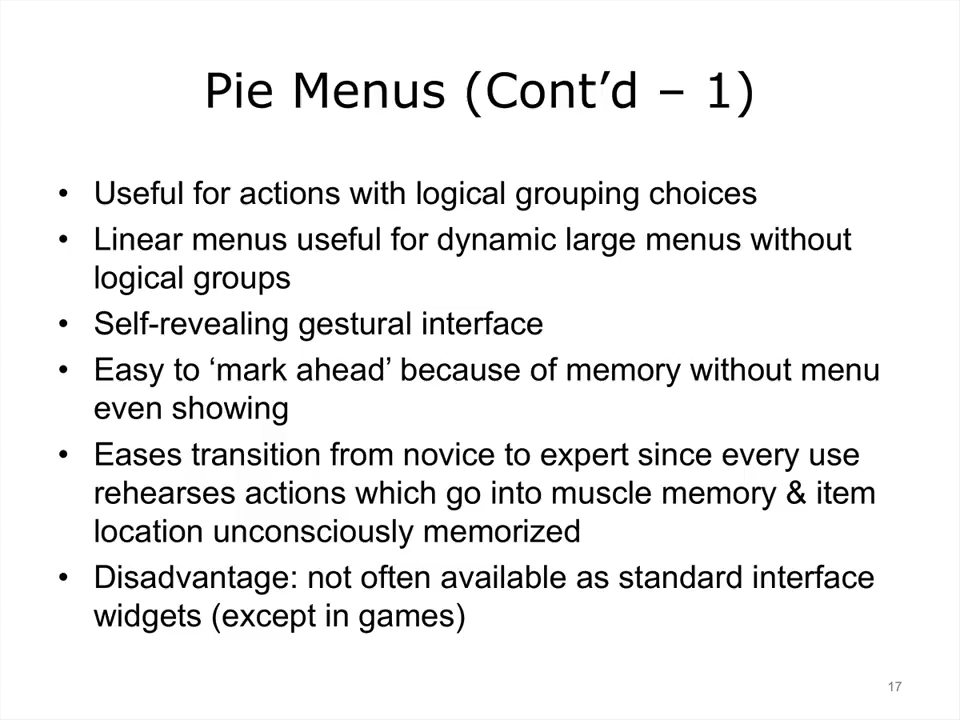 Pie Menus (Cont’d – 1)
• Useful for actions with logical grouping choices
• Linear menus useful for dynamic large menus without
logical groups
• Self-revealing gestural interface
• Easy to ‘mark ahead’ because of memory without menu
even showing
• Eases transition from novice to expert since every use
rehearses actions which go into muscle memory & item
location unconsciously memorized
• Disadvantage: not often available as standard interface
widgets (except in games)
17